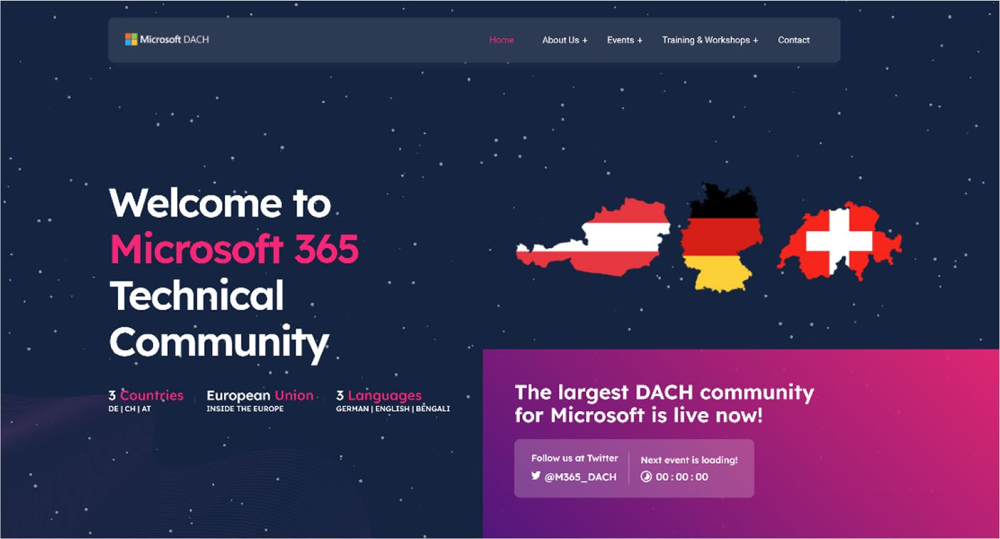 Microsoft DACH
Home
About Us +
Events +
Training & Workshops +
Contact
Welcome to
Microsoft 365
Technical
Community
3 Countries
DE | CH | AT
European Union
INSIDE THE EUROPE
3 Languages
GERMAN | ENGLISH | BENGALI
The largest DACH community
for Microsoft is live now!
Follow us at Twitter
@M365_DACH
Next event is loading!
00 : 00 : 00